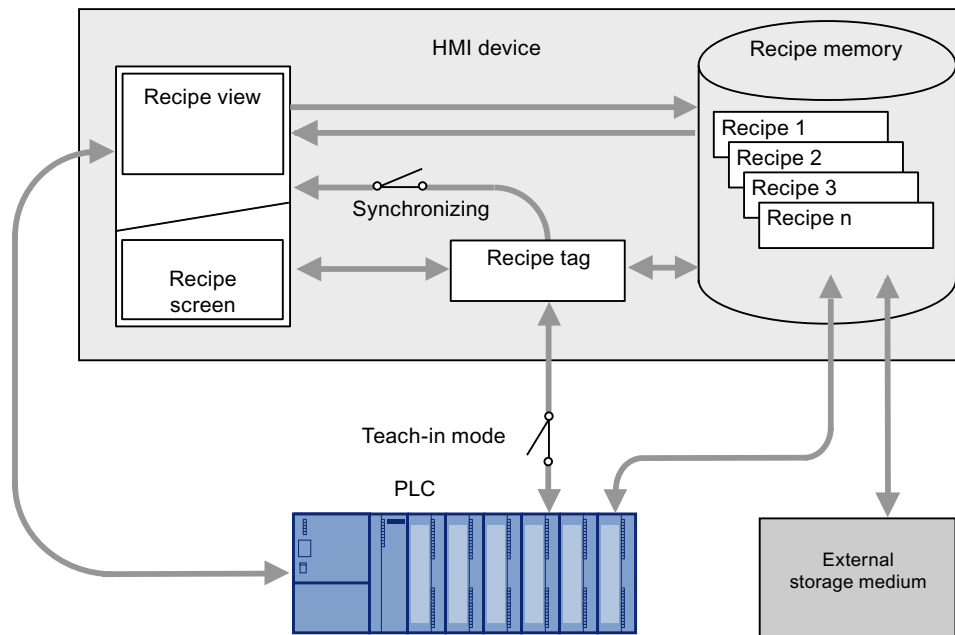 HMI device
Recipe memory
Recipe view
Recipe 1
Recipe 2
Recipe 3
Recipe n
Synchronizing
Recipe tag
Recipe
screen
Teach-in mode
PLC
External
storage medium